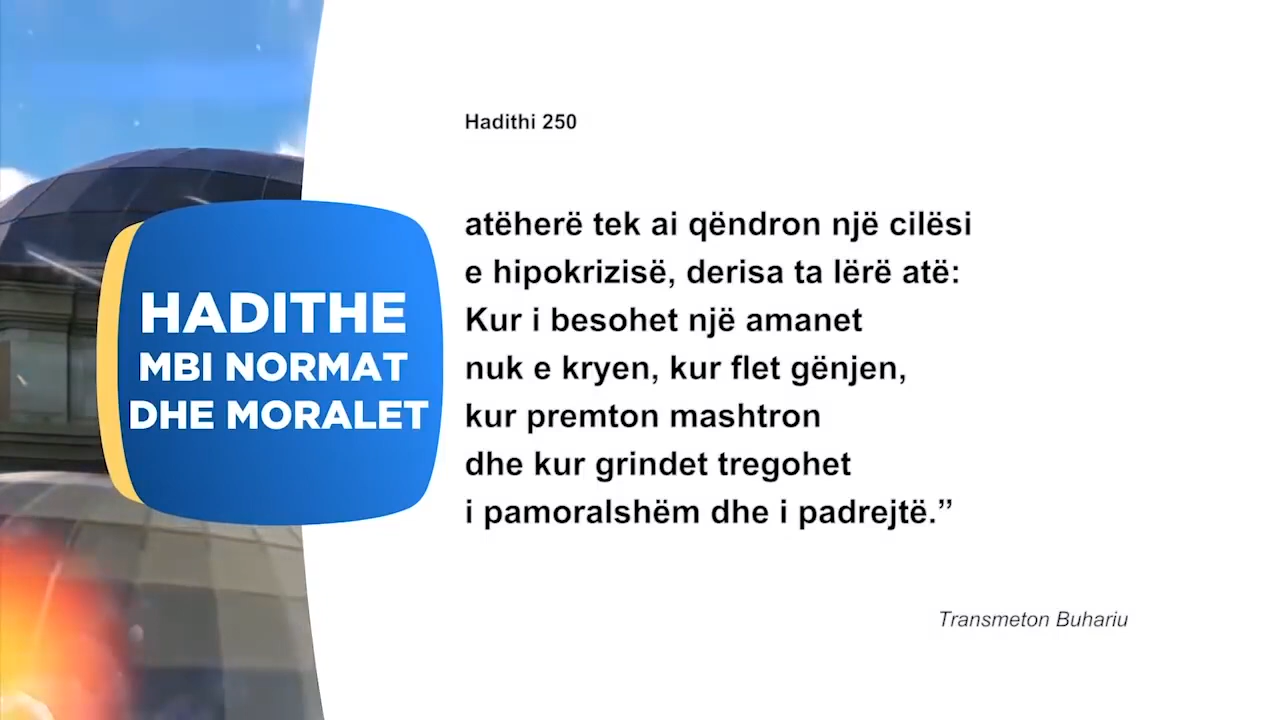 HADITHE
MBI NORMAT
DHE MORALET
Hadithi 250
atëherë tek ai qëndron një cilësi
e hipokrizisë, derisa ta lërë atë:
Kur i besohet një amanet
nuk e kryen, kur flet gënjen,
kur premton mashtron
dhe kur grindet tregohet
i pamoralshëm dhe i padrejtë.”
Transmeton Buhariu